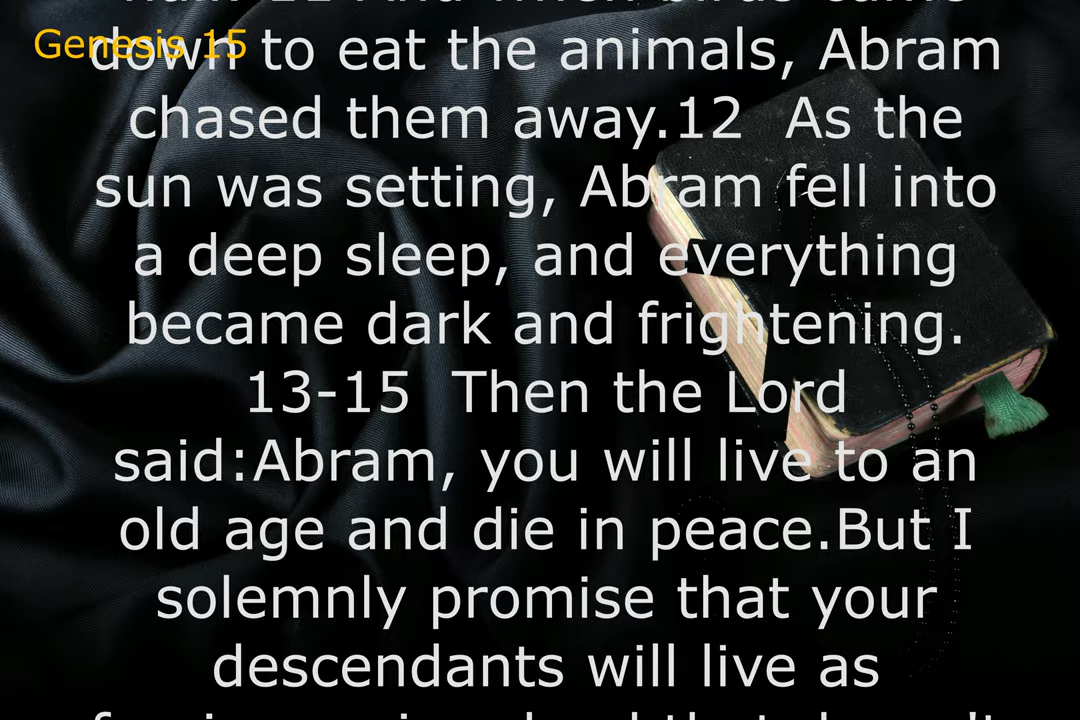 Genesis 15
down to eat the animals, Abram
chased them away.12 As the
sun was setting, Abram fell into
a deep sleep, and everything
became dark and frightening.
13-15 Then the Lord
said:Abram, you will live to an
old age and die in peace.But I
solemnly promise that your
descendants will live as